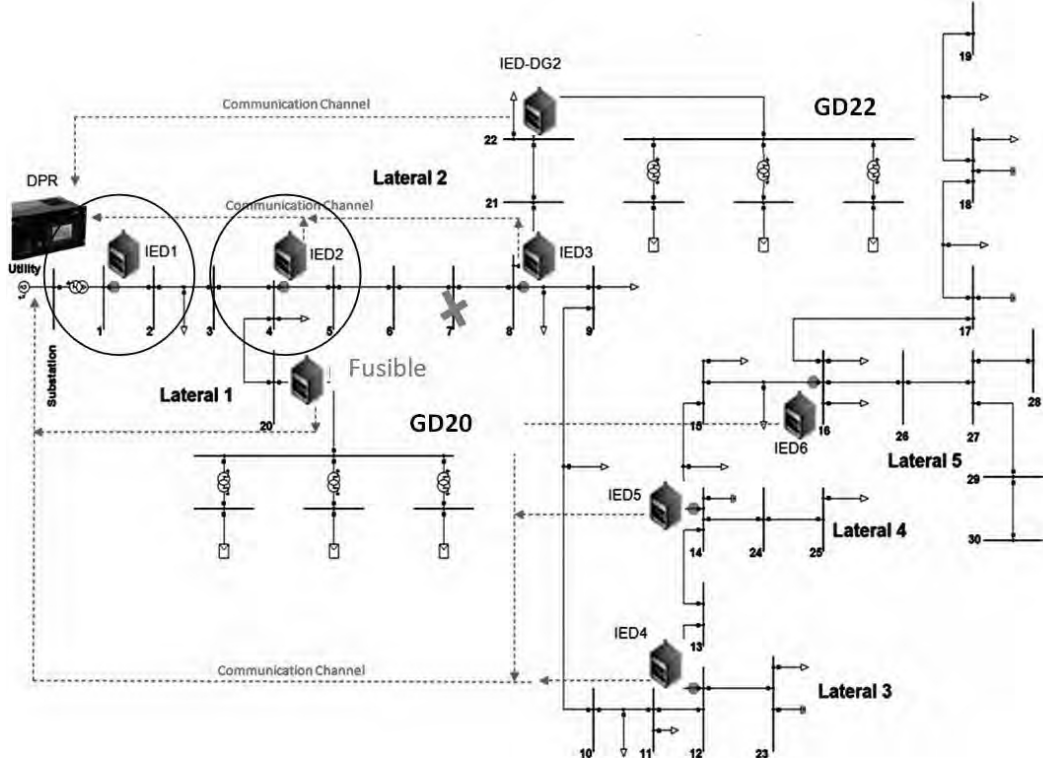 19
IED-DG2
Communication Channel
GD22
22
DPR
Lateral 2
21
18
Communication Channel
IED1
IED2
IED3
Utility
1
2
3
4
5
6
7
8
9
17
Substation
Fusible
Lateral 1
20
GD20
15
16
26
27
28
IED6
Lateral 5
IED5
29
14
24
25
Lateral 4
30
IED4
13
Communication Channel
Lateral 3
10
11
12
23